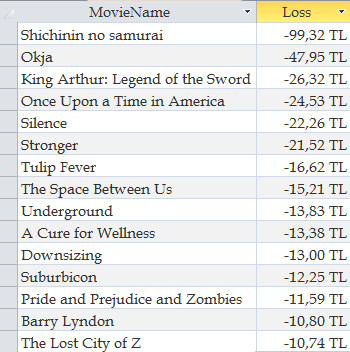 MovieName Loss
Shichinin no samurai -99,32 TL
Okja -47,95 TL
King Arthur: Legend of the Sword -26,32 TL
Once Upon a Time in America -24,53 TL
Silence -22,26 TL
Stronger -21,52 TL
Tulip Fever -16,62 TL
The Space Between Us -15,21 TL
Underground -13,83 TL
A Cure for Wellness -13,38 TL
Downsizing -13,00 TL
Suburbicon -12,25 TL
Pride and Prejudice and Zombies -11,59 TL
Barry Lyndon -10,80 TL
The Lost City of Z -10,74 TL